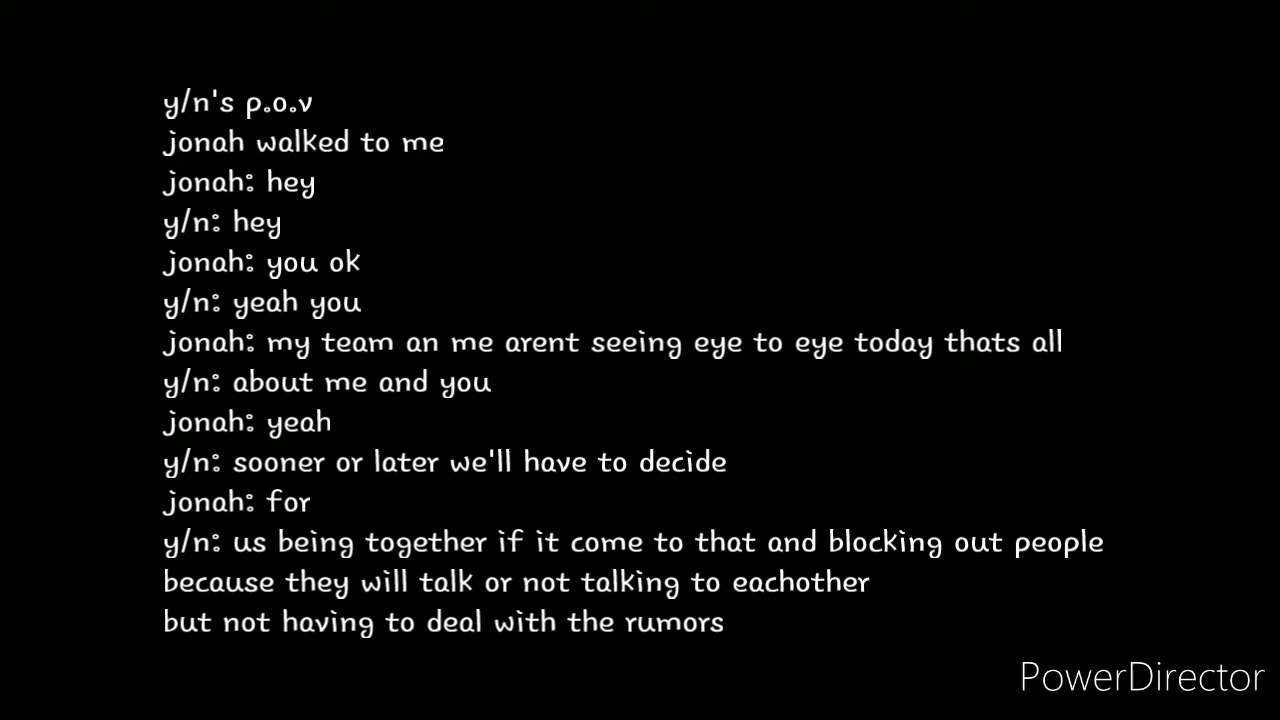 y/n's p.o.v
jonah walked to me
jonah: hey
y/n: hey
jonah: you ok
y/n: yeah you
jonah: my team an me arent seeing eye to eye today thats all
y/n: about me and you
jonah: yeah
y/n: sooner or later we'll have to decide
jonah: for
y/n: us being together if it come to that and blocking out people
because they will talk or not talking to eachother
but not having to deal with the rumors
PowerDirector